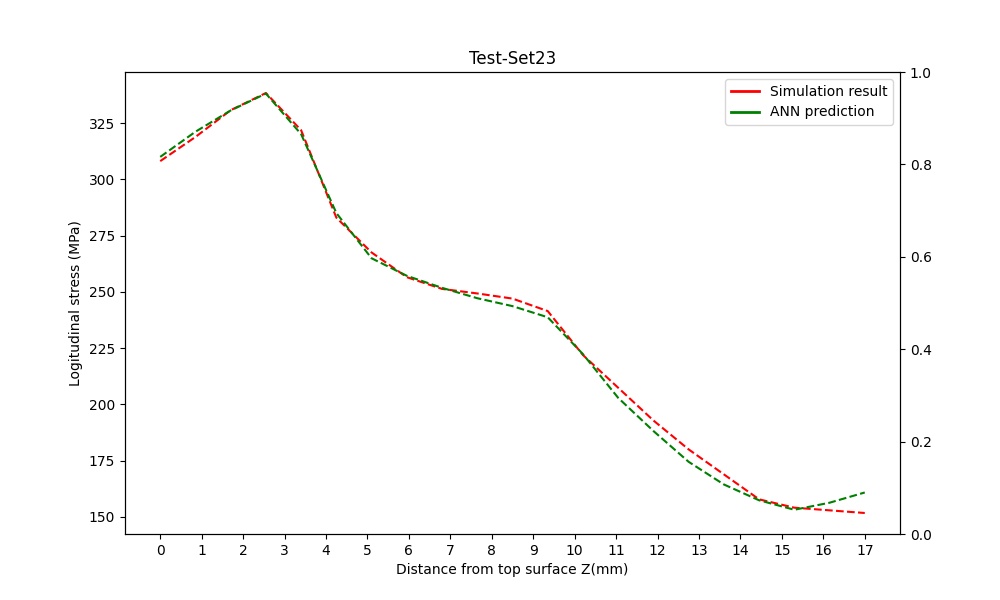 Test-Set23
Simulation result
ANN prediction
Logitudinal stress (MPa)
325
300
275
250
225
200
175
150
1.0
0.8
0.6
0.4
0.2
0.0
0 1 2 3 4 5 6 7 8 9 10 11 12 13 14 15 16 17
Distance from top surface Z(mm)